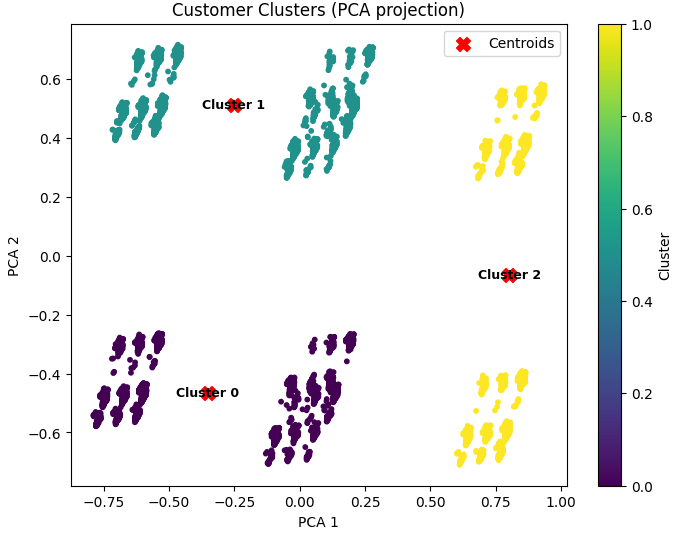 Customer Clusters (PCA projection)
Centroids
Cluster 1
Cluster 2
Cluster 0
PCA 2
0.6
0.4
0.2
0.0
−0.2
−0.4
−0.6
−0.75
−0.50
−0.25
0.00
0.25
0.50
0.75
1.00
PCA 1
1.0
0.8
0.6
0.4
0.2
0.0
Cluster